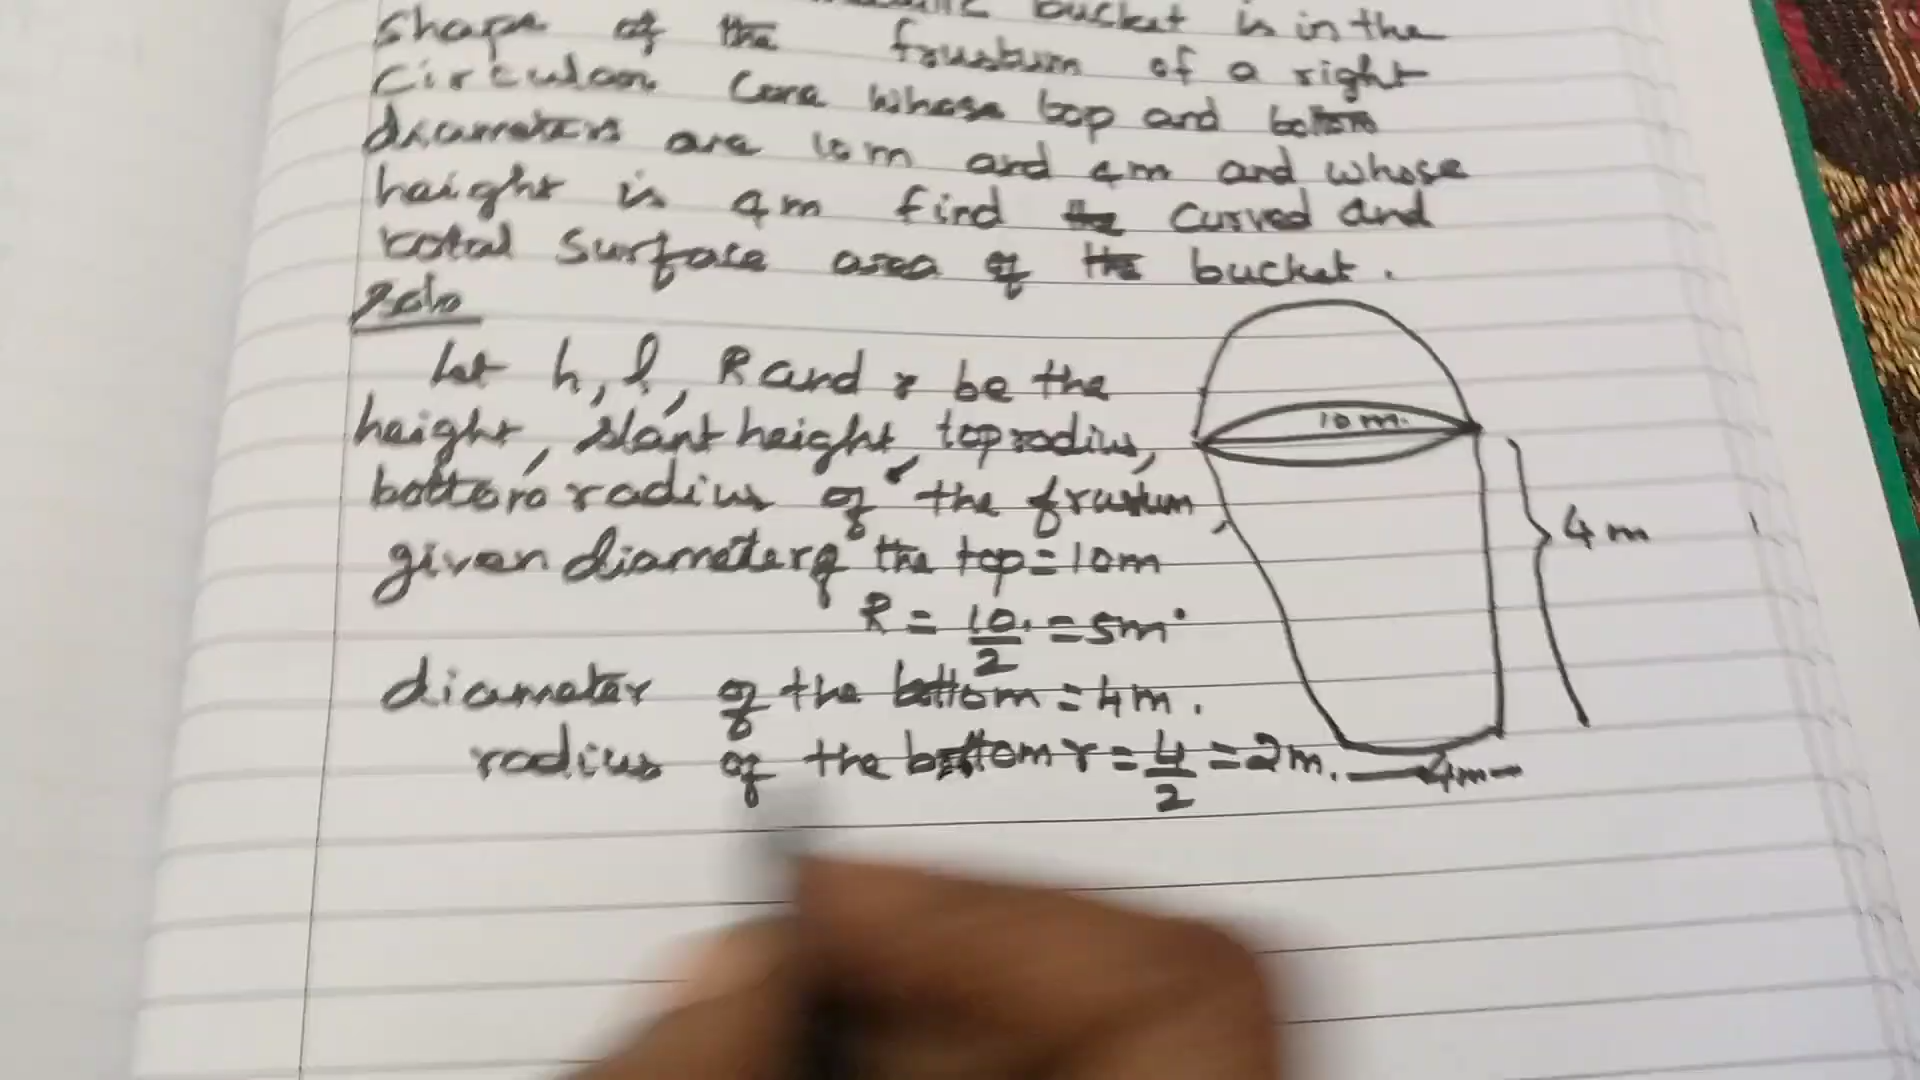 bucket is in the
shape of the frustum of a right
circular cone whose top and bottom
diameters are 10m and 4m and whose
height is 4m find the curved and
total surface area of the bucket.
Soln
Let h, l, R and r be the
height, slant height, top radius,
bottom radius of the frustum,
given diameter of the top = 10m
R = 10/2 = 5m
diameter of the bottom = 4m.
radius of the bottom r = 4/2 = 2m.
10m.
4m
4m